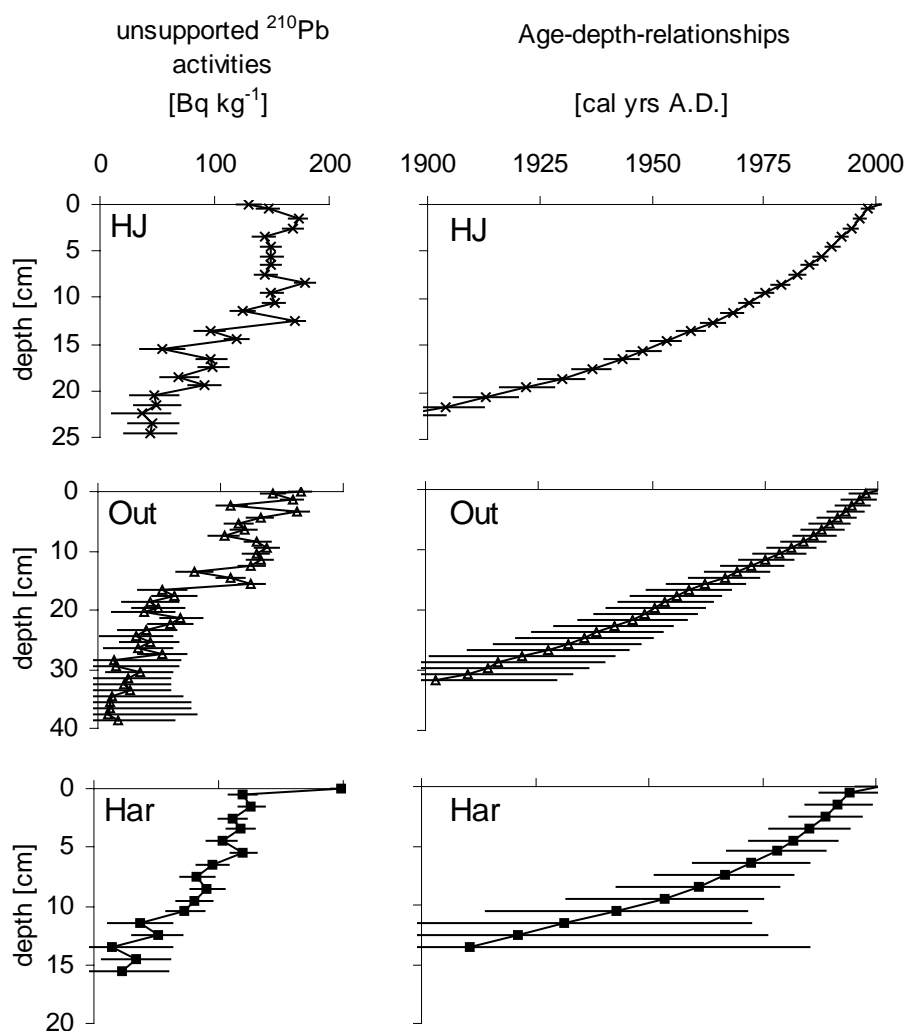 unsupported ²¹⁰Pb
activities
[Bq kg⁻¹]
Age-depth-relationships
[cal yrs A.D.]
0 100 200
1900 1925 1950 1975 2000
0
5
10
15
20
25
depth [cm]
HJ
HJ
0
10
20
30
40
depth [cm]
Out
Out
0
5
10
15
20
depth [cm]
Har
Har